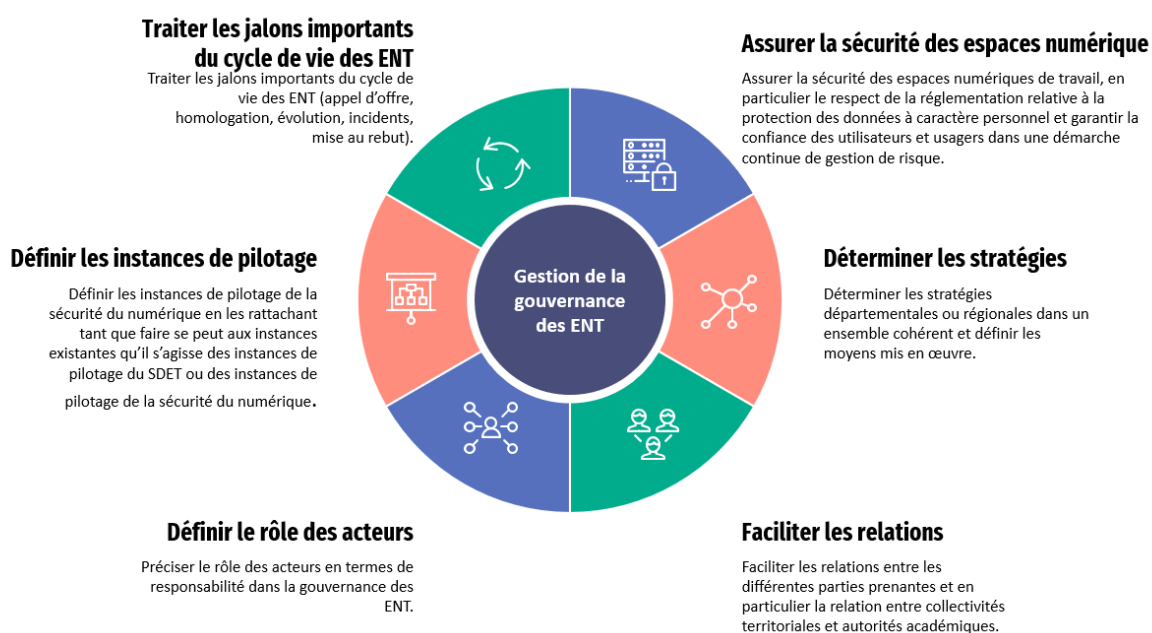 Traiter les jalons importants
du cycle de vie des ENT
Traiter les jalons importants du cycle de
vie des ENT (appel d'offre,
homologation, évolution, incidents,
mise au rebut).
Assurer la sécurité des espaces numérique
Assurer la sécurité des espaces numériques de travail, en
particulier le respect de la réglementation relative à la
protection des données à caractère personnel et garantir la
confiance des utilisateurs et usagers dans une démarche
continue de gestion de risque.
Définir les instances de pilotage
Définir les instances de pilotage de la
sécurité du numérique en les rattachant
tant que faire se peut aux instances
existantes qu'il s'agisse des instances de
pilotage du SDET ou des instances de
pilotage de la sécurité du numérique.
Gestion de la
gouvernance
des ENT
Déterminer les stratégies
Déterminer les stratégies
départementales ou régionales dans un
ensemble cohérent et définir les
moyens mis en œuvre.
Définir le rôle des acteurs
Préciser le rôle des acteurs en termes de
responsabilité dans la gouvernance des
ENT.
Faciliter les relations
Faciliter les relations entre les
différentes parties prenantes et en
particulier la relation entre collectivités
territoriales et autorités académiques.